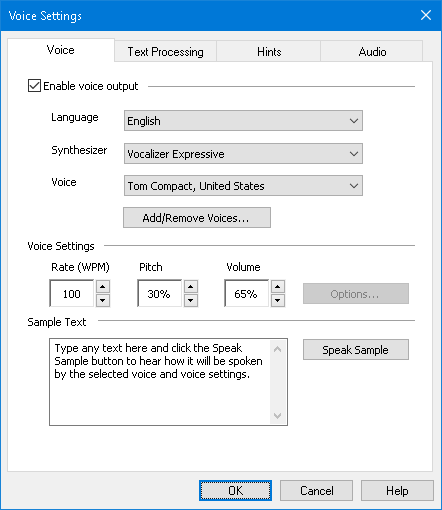 Voice Settings
Voice Text Processing Hints Audio
Enable voice output
Language English
Synthesizer Vocalizer Expressive
Voice Tom Compact, United States
Add/Remove Voices...
Voice Settings
Rate (WPM) Pitch Volume
100 30% 65% Options...
Sample Text
Type any text here and click the Speak
Sample button to hear how it will be spoken
by the selected voice and voice settings.
Speak Sample
OK Cancel Help